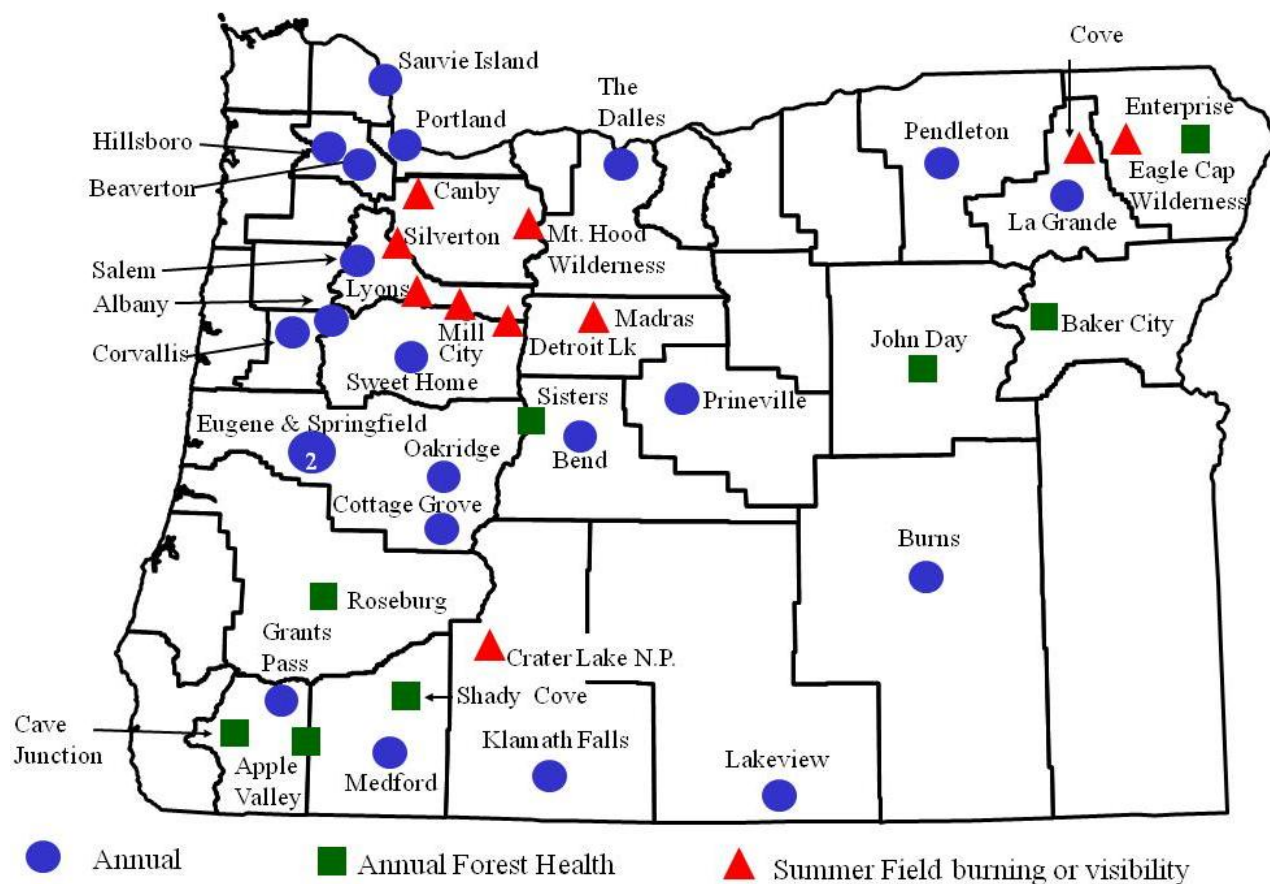 Cove
Sauvie Island
The
Dalles
Enterprise
Portland
Pendleton
Hillsboro
Beaverton
Eagle Cap
Wilderness
Canby
La Grande
Silverton
Mt. Hood
Wilderness
Salem
Lyons
Albany
Mill
City
Madras
Baker City
Detroit Lk
John Day
Corvallis
Sweet Home
Sisters
Prineville
Eugene & Springfield
2
Oakridge
Bend
Cottage Grove
Burns
Roseburg
Grants
Pass
Crater Lake N.P.
Shady Cove
Cave
Junction
Klamath Falls
Apple
Valley
Medford
Lakeview
Annual
Annual Forest Health
Summer Field burning or visibility